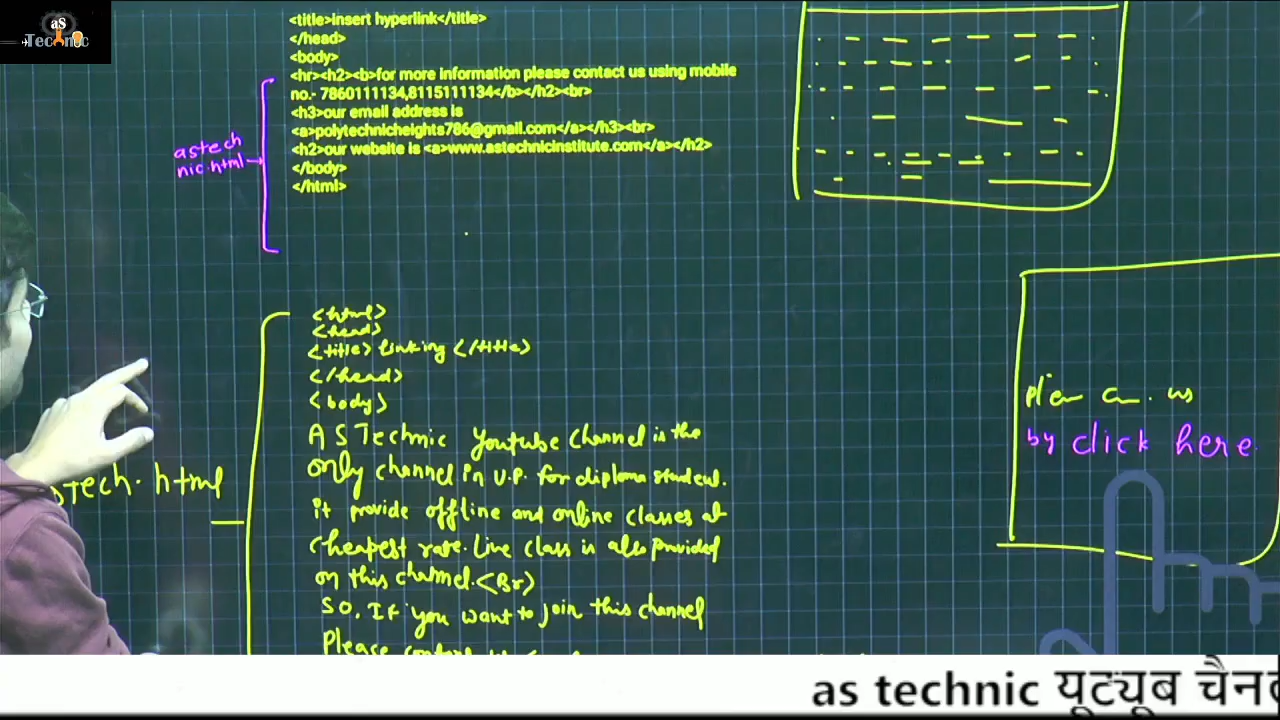 aS
Tecnic
<title>insert hyperlink</title>
</head>
<body>
<hr><h2><b>for more information please contact us using mobile
no.- 7860111134,8115111134</b></h2><br>
<h3>our email address is
<a>polytechnicheights786@gmail.com</a></h3><br>
<h2>our website is <a>www.astechnicinstitute.com</a></h2>
</body>
</html>
astech
nic.html
<html>
<head>
<title> linking </title>
</head>
<body>
A S Technic Youtube channel is the
only channel in U.P. for diploma student.
it provide offline and online classes at
cheapest rate. Live class is also provided
on this channel.<Br>
So. If you want to join this channel
Please
tech. html
us
by click here
as technic यूट्यूब